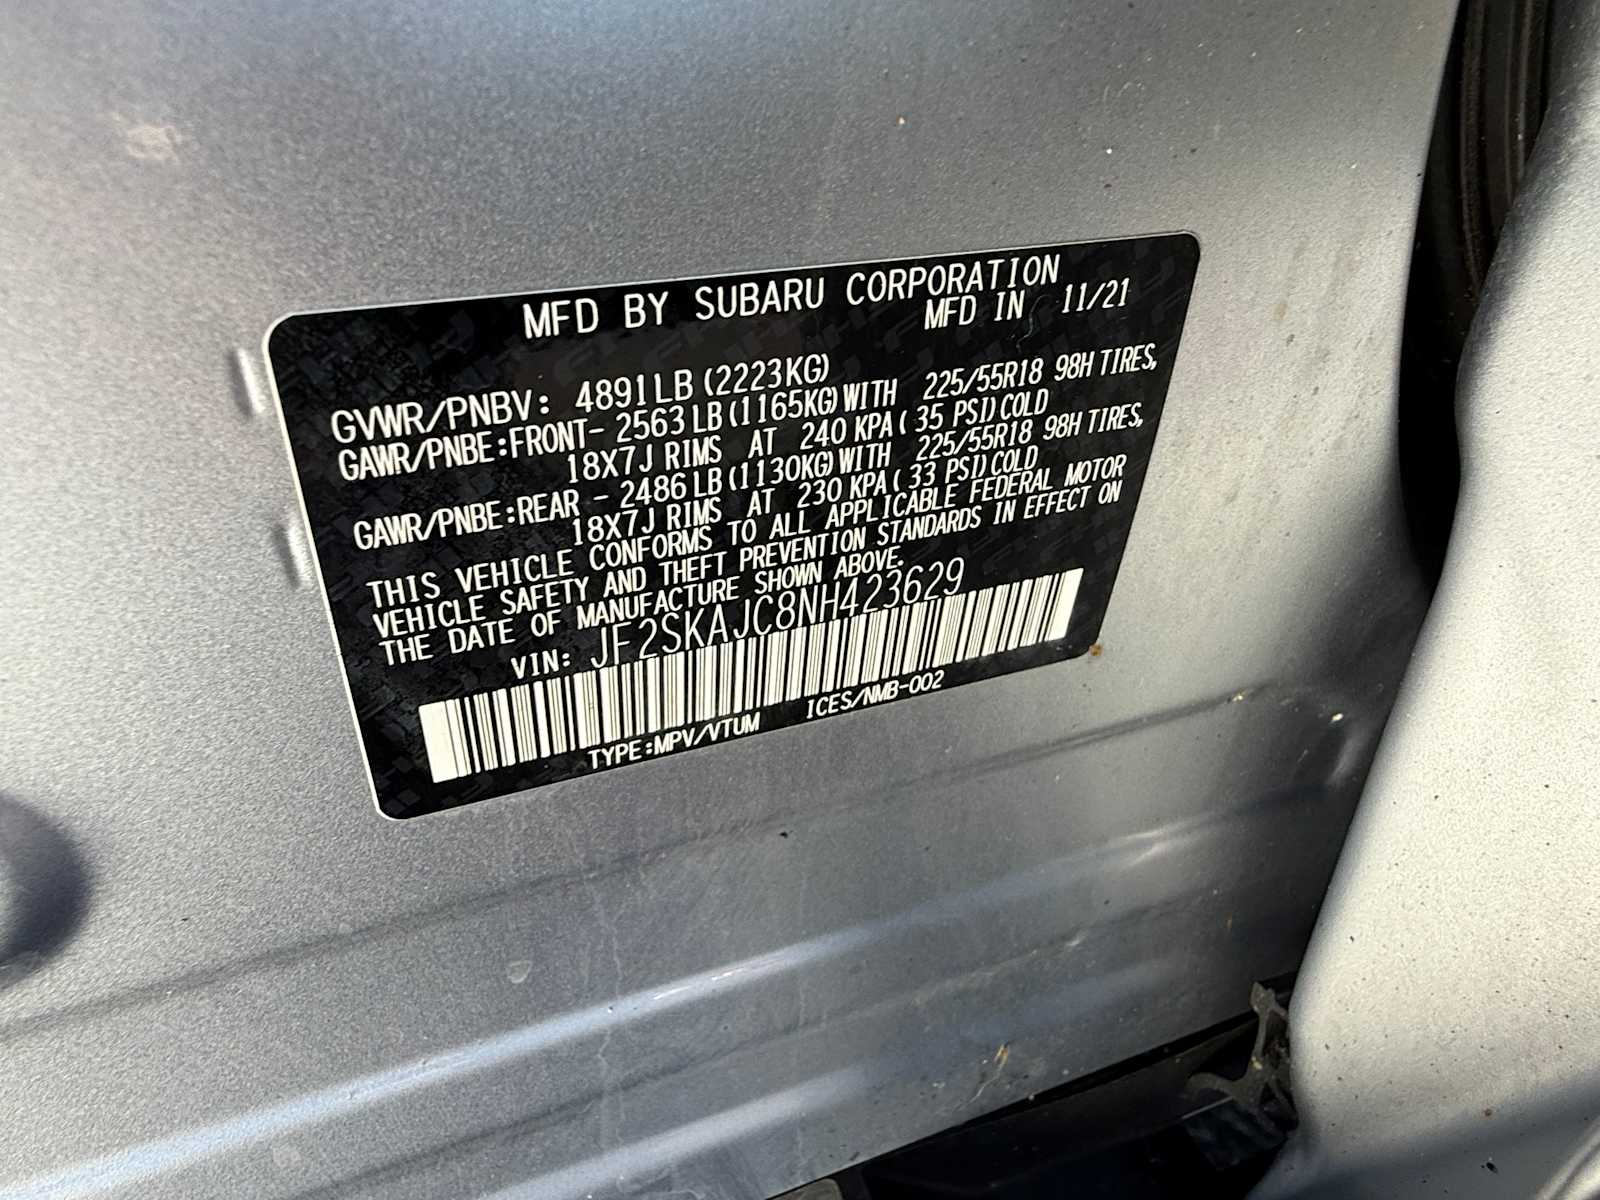 MFD BY SUBARU CORPORATION
MFD IN 11/21
GVWR/PNBV: 4891LB (2223KG)
GAWR/PNBE:FRONT- 2563LB (1165KG) WITH 225/55R18 98H TIRES,
18X7J RIMS AT 240 KPA( 35 PSI) COLD
GAWR/PNBE:REAR - 2486LB (1130KG) WITH 225/55R18 98H TIRES,
18X7J RIMS AT 230 KPA( 33 PSI) COLD
THIS VEHICLE CONFORMS TO ALL APPLICABLE FEDERAL MOTOR
VEHICLE SAFETY AND THEFT PREVENTION STANDARDS IN EFFECT ON
THE DATE OF MANUFACTURE SHOWN ABOVE.
VIN: JF2SKAJC8NH423629
TYPE:MPV/VTUM ICES/NMB-002